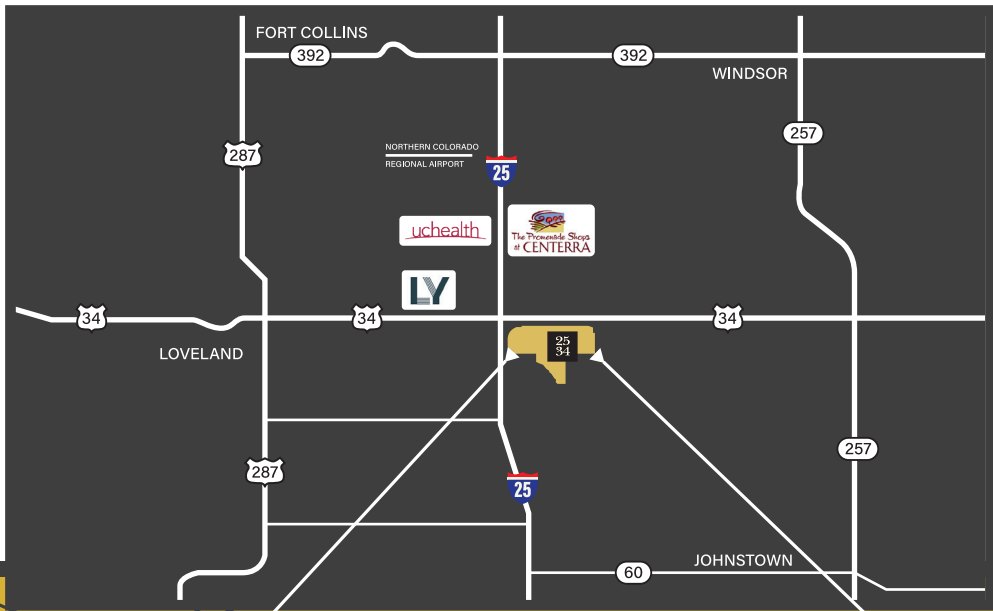 FORT COLLINS
392
392
WINDSOR
257
287
NORTHERN COLORADO
REGIONAL AIRPORT
25
uchealth
The Promenade Shops
at CENTERRA
LY
34
34
34
25
34
LOVELAND
257
287
25
JOHNSTOWN
60